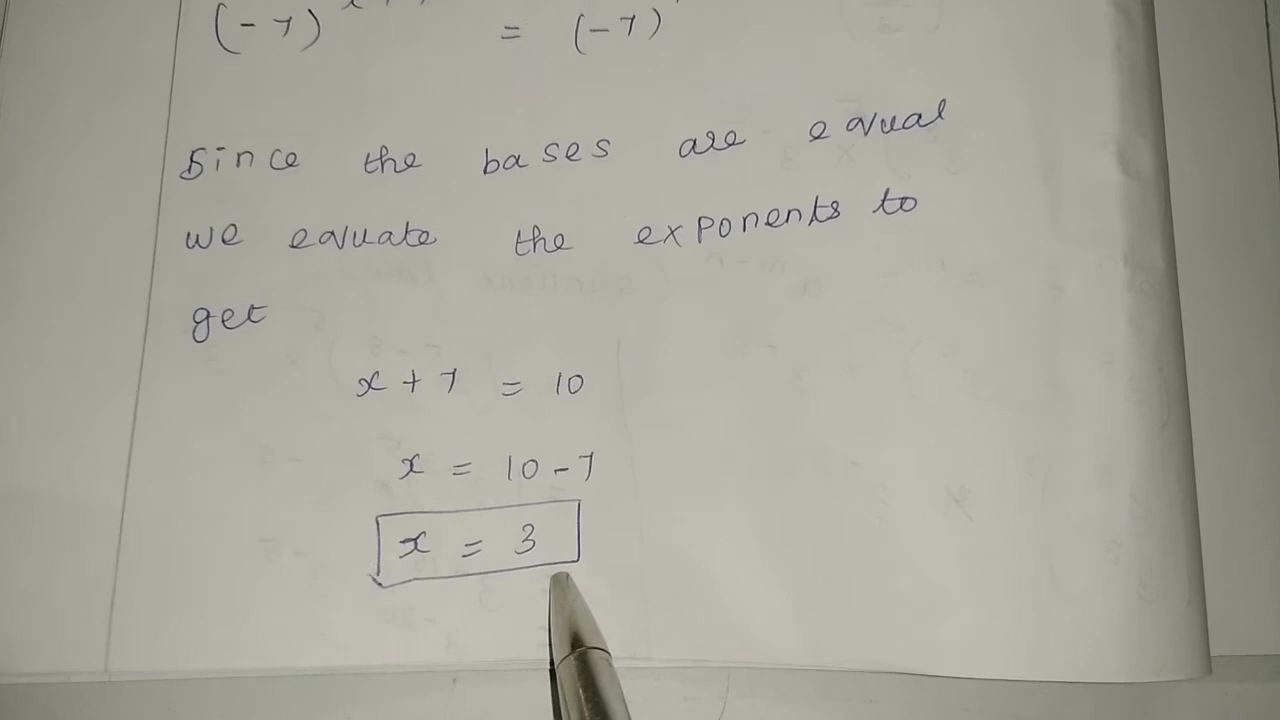 (-7) = (-7)
Since the bases are equal
we equate the exponents to
get
x + 7 = 10
x = 10 - 7
x = 3